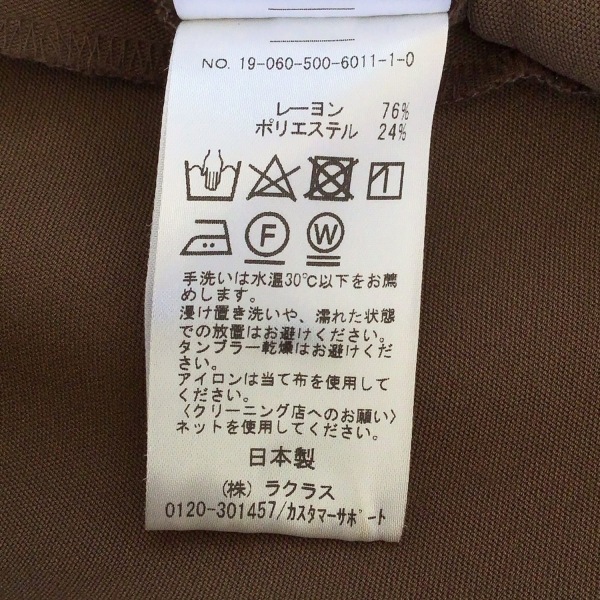 NO. 19-060-500-6011-1-0
レーヨン 76%
ポリエステル 24%
F W
手洗いは水温30℃以下をお薦
めします。
浸け置き洗いや、濡れた状態
での放置はお避けください。
タンブラー乾燥はお避けくださ
い。
アイロンは当て布を使用して
ください。
〈クリーニング店へのお願い〉
ネットを使用してください。
日本製
(株) ラクラス
0120-301457/カスタマーサポート